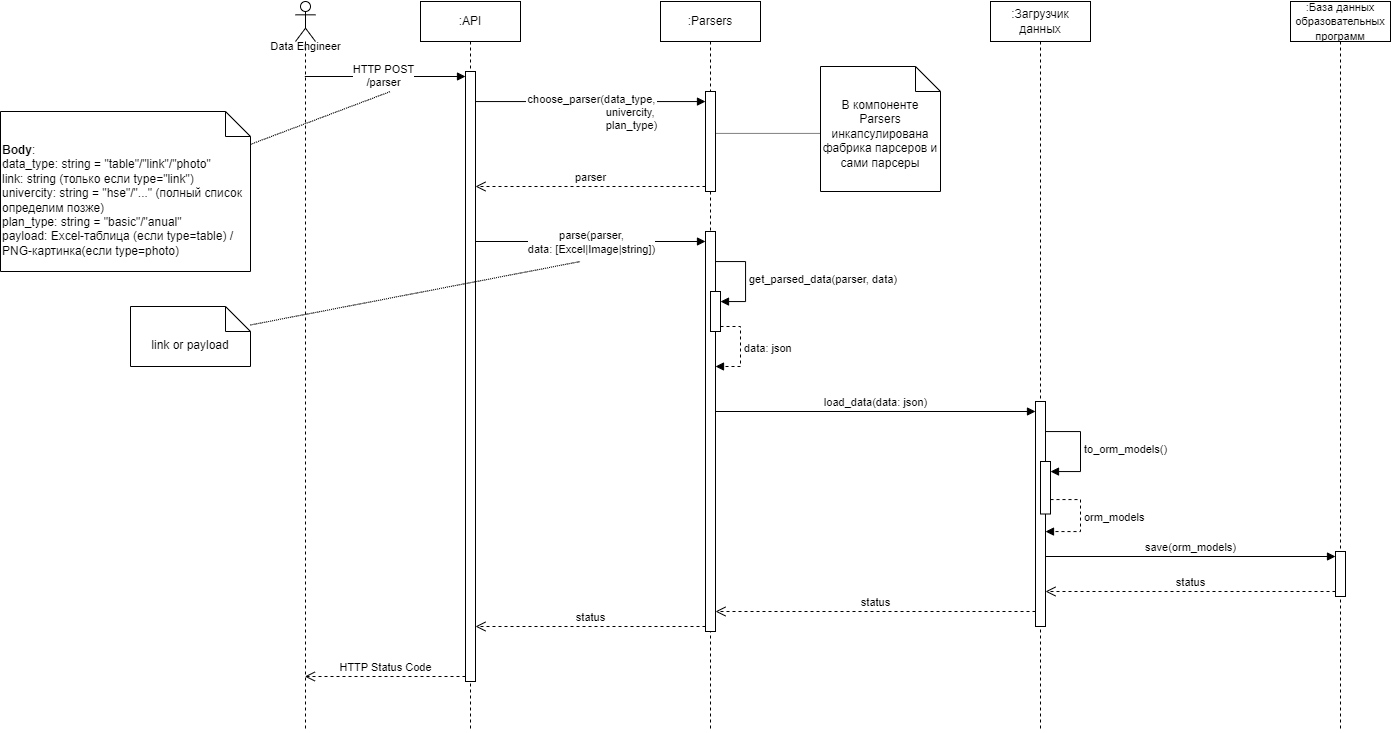 Data Engineer
:API
:Parsers
:Загрузчик
данных
:База данных
образовательных
программ
HTTP POST
/parser
choose_parser(data_type,
univercity,
plan_type)
В компоненте
Parsers
инкапсулирована
фабрика парсеров и
сами парсеры
Body:
data_type: string = "table"/"link"/"photo"
link: string (только если type="link")
univercity: string = "hse"/"..." (полный список
определим позже)
plan_type: string = "basic"/"anual"
payload: Excel-таблица (если type=table) /
PNG-картинка(если type=photo)
parser
parse(parser,
data: [Excel|Image|string])
get_parsed_data(parser, data)
link or payload
data: json
load_data(data: json)
to_orm_models()
orm_models
save(orm_models)
status
status
status
HTTP Status Code